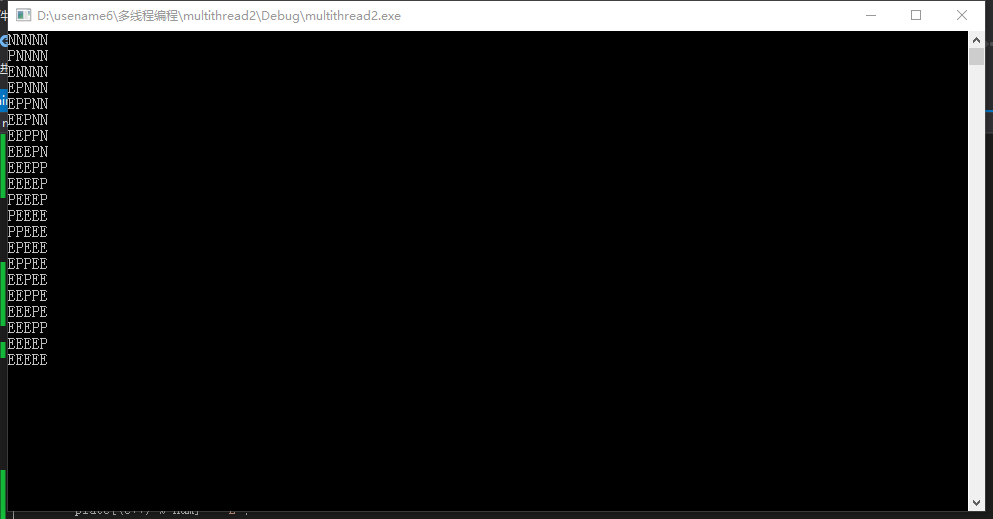 D:\usename6\多线程编程\multithread2\Debug\multithread2.exe
NNNNN
PNNNN
ENNNN
EPNNN
EPPNN
EEPNN
EEPPN
EEEPN
EEEPP
EEEEP
PEEEP
PEEEE
PPEEE
EPEEE
EPPEE
EEPEE
EEPPE
EEEPE
EEEPP
EEEEP
EEEEE